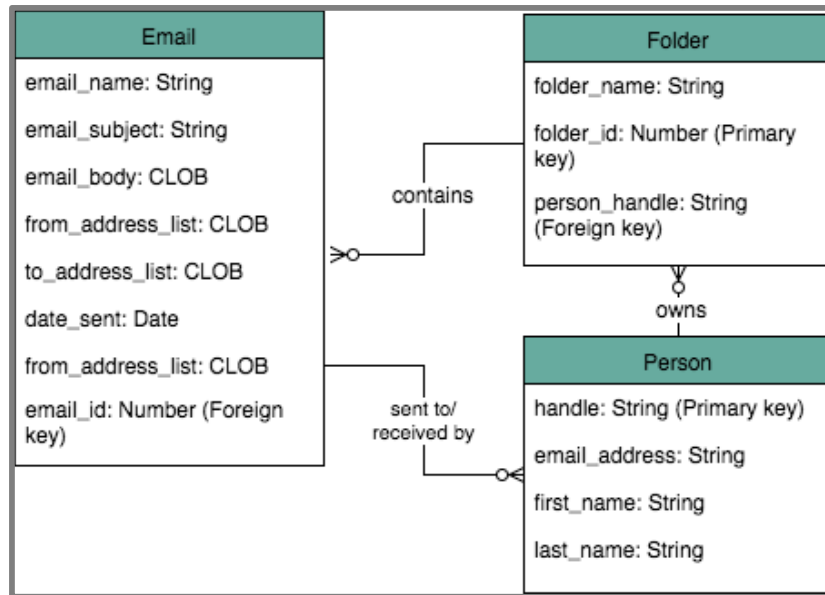 Email
email_name: String
email_subject: String
email_body: CLOB
from_address_list: CLOB
to_address_list: CLOB
date_sent: Date
from_address_list: CLOB
email_id: Number (Foreign
key)
contains
sent to/
received by
Folder
folder_name: String
folder_id: Number (Primary
key)
person_handle: String
(Foreign key)
owns
Person
handle: String (Primary key)
email_address: String
first_name: String
last_name: String